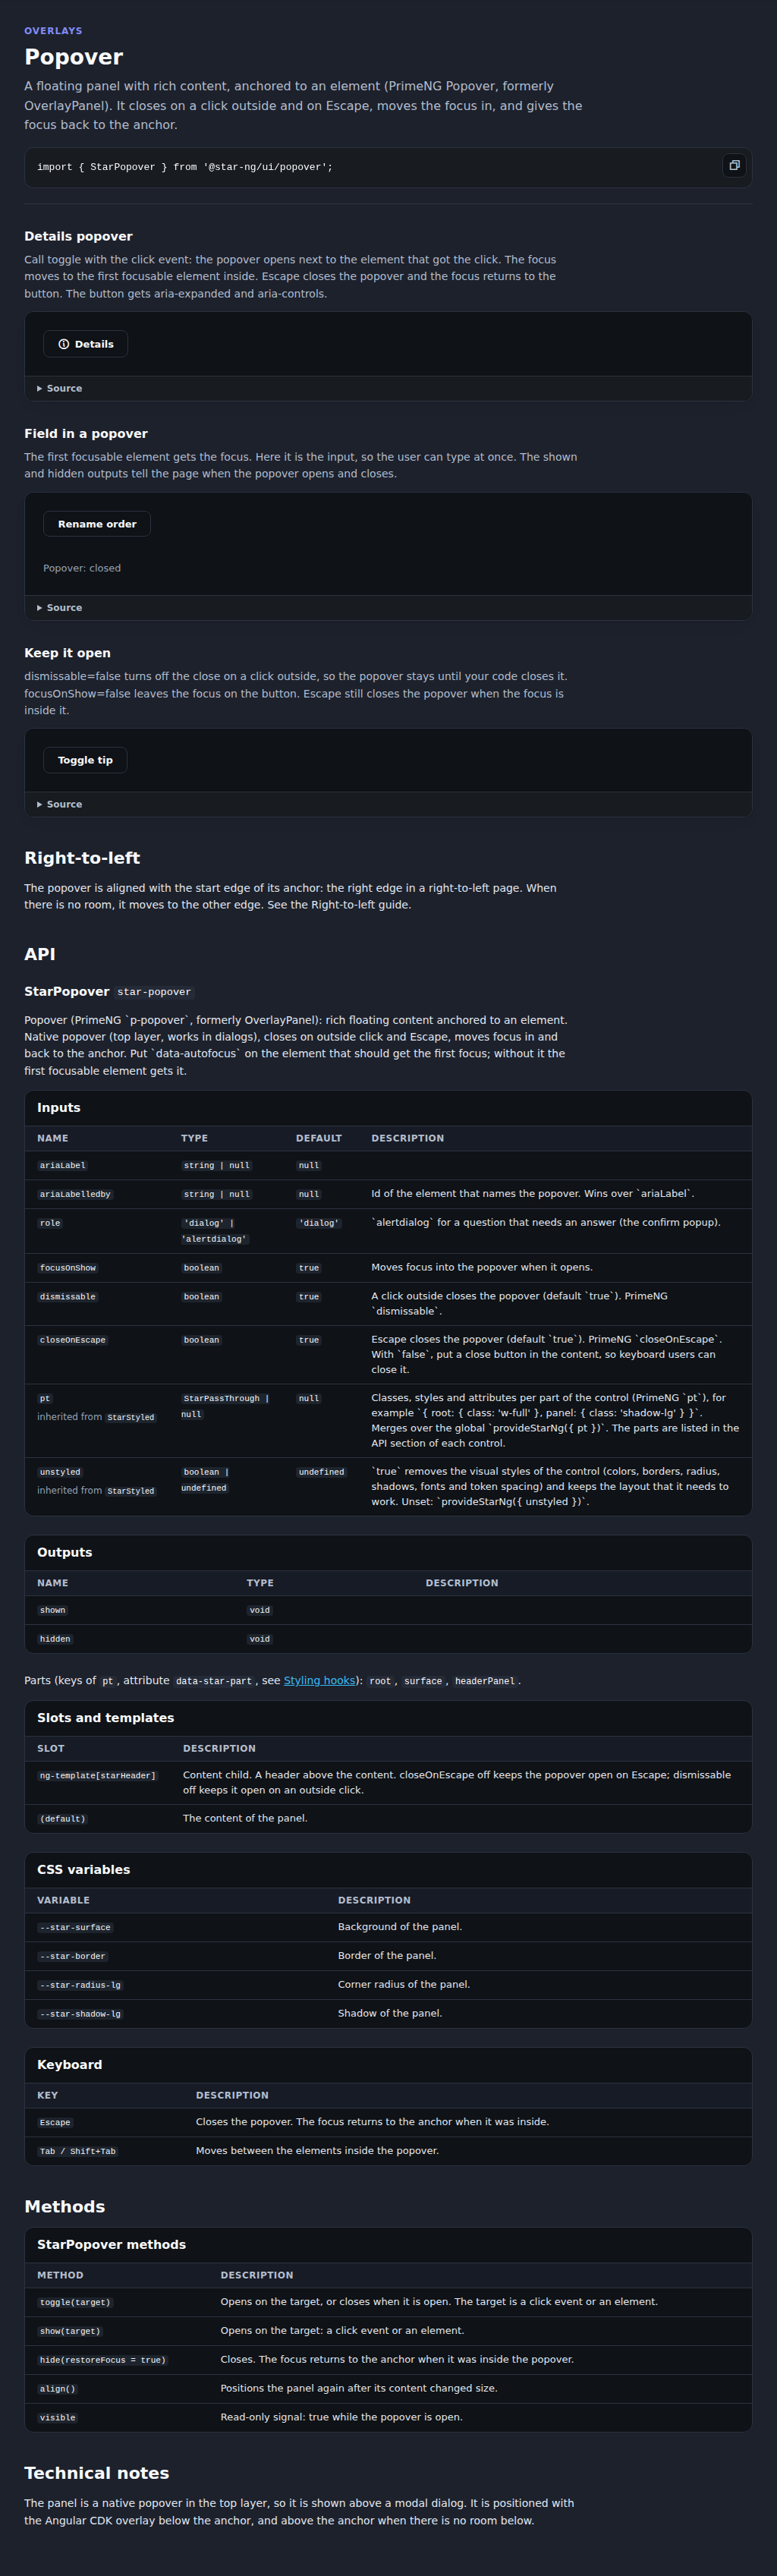 OVERLAYS
Popover
A floating panel with rich content, anchored to an element (PrimeNG Popover, formerly
OverlayPanel). It closes on a click outside and on Escape, moves the focus in, and gives the
focus back to the anchor.
import { StarPopover } from '@star-ng/ui/popover';
Details popover
Call toggle with the click event: the popover opens next to the element that got the click. The focus
moves to the first focusable element inside. Escape closes the popover and the focus returns to the
button. The button gets aria-expanded and aria-controls.
Details
Source
Field in a popover
The first focusable element gets the focus. Here it is the input, so the user can type at once. The shown
and hidden outputs tell the page when the popover opens and closes.
Rename order
Popover: closed
Source
Keep it open
dismissable=false turns off the close on a click outside, so the popover stays until your code closes it.
focusOnShow=false leaves the focus on the button. Escape still closes the popover when the focus is
inside it.
Toggle tip
Source
Right-to-left
The popover is aligned with the start edge of its anchor: the right edge in a right-to-left page. When
there is no room, it moves to the other edge. See the Right-to-left guide.
API
StarPopover star-popover
Popover (PrimeNG `p-popover`, formerly OverlayPanel): rich floating content anchored to an element.
Native popover (top layer, works in dialogs), closes on outside click and Escape, moves focus in and
back to the anchor. Put `data-autofocus` on the element that should get the first focus; without it the
first focusable element gets it.
Inputs
NAME TYPE DEFAULT DESCRIPTION
ariaLabel string | null null
ariaLabelledby string | null null Id of the element that names the popover. Wins over `ariaLabel`.
role 'dialog' | 'dialog' `alertdialog` for a question that needs an answer (the confirm popup).
'alertdialog'
focusOnShow boolean true Moves focus into the popover when it opens.
dismissable boolean true A click outside closes the popover (default `true`). PrimeNG
`dismissable`.
closeOnEscape boolean true Escape closes the popover (default `true`). PrimeNG `closeOnEscape`.
With `false`, put a close button in the content, so keyboard users can
close it.
pt StarPassThrough | null Classes, styles and attributes per part of the control (PrimeNG `pt`), for
inherited from StarStyled null example `{ root: { class: 'w-full' }, panel: { class: 'shadow-lg' } }`.
Merges over the global `provideStarNg({ pt })`. The parts are listed in the
API section of each control.
unstyled boolean | undefined `true` removes the visual styles of the control (colors, borders, radius,
inherited from StarStyled undefined shadows, fonts and token spacing) and keeps the layout that it needs to
work. Unset: `provideStarNg({ unstyled })`.
Outputs
NAME TYPE DESCRIPTION
shown void
hidden void
Parts (keys of pt, attribute data-star-part, see Styling hooks): root, surface, headerPanel.
Slots and templates
SLOT DESCRIPTION
ng-template[starHeader] Content child. A header above the content. closeOnEscape off keeps the popover open on Escape; dismissable
off keeps it open on an outside click.
(default) The content of the panel.
CSS variables
VARIABLE DESCRIPTION
--star-surface Background of the panel.
--star-border Border of the panel.
--star-radius-lg Corner radius of the panel.
--star-shadow-lg Shadow of the panel.
Keyboard
KEY DESCRIPTION
Escape Closes the popover. The focus returns to the anchor when it was inside.
Tab / Shift+Tab Moves between the elements inside the popover.
Methods
StarPopover methods
METHOD DESCRIPTION
toggle(target) Opens on the target, or closes when it is open. The target is a click event or an element.
show(target) Opens on the target: a click event or an element.
hide(restoreFocus = true) Closes. The focus returns to the anchor when it was inside the popover.
align() Positions the panel again after its content changed size.
visible Read-only signal: true while the popover is open.
Technical notes
The panel is a native popover in the top layer, so it is shown above a modal dialog. It is positioned with
the Angular CDK overlay below the anchor, and above the anchor when there is no room below.